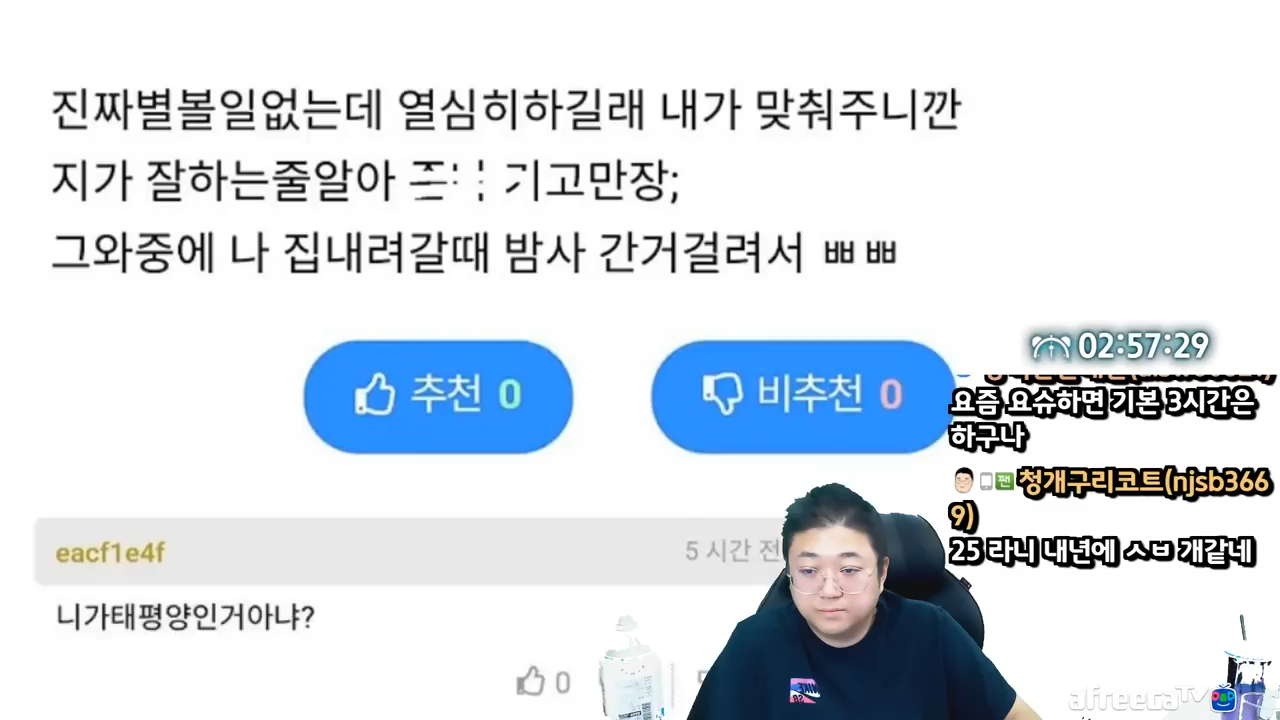 진짜별볼일없는데 열심히하길래 내가 맞춰주니깐
지가 잘하는줄알아 기고만장;
그와중에 나 집내려갈때 밤사 간거걸려서 ㅃㅃ
추천 0
비추천 0
02:57:29
요즘 요슈하면 기본 3시간은
하구나
청개구리코트(njsb366
9)
25 라니 내년에 ㅅㅂ 개같네
eacf1e4f
5 시간 전
니가태평양인거아냐?
0
afreecaTV